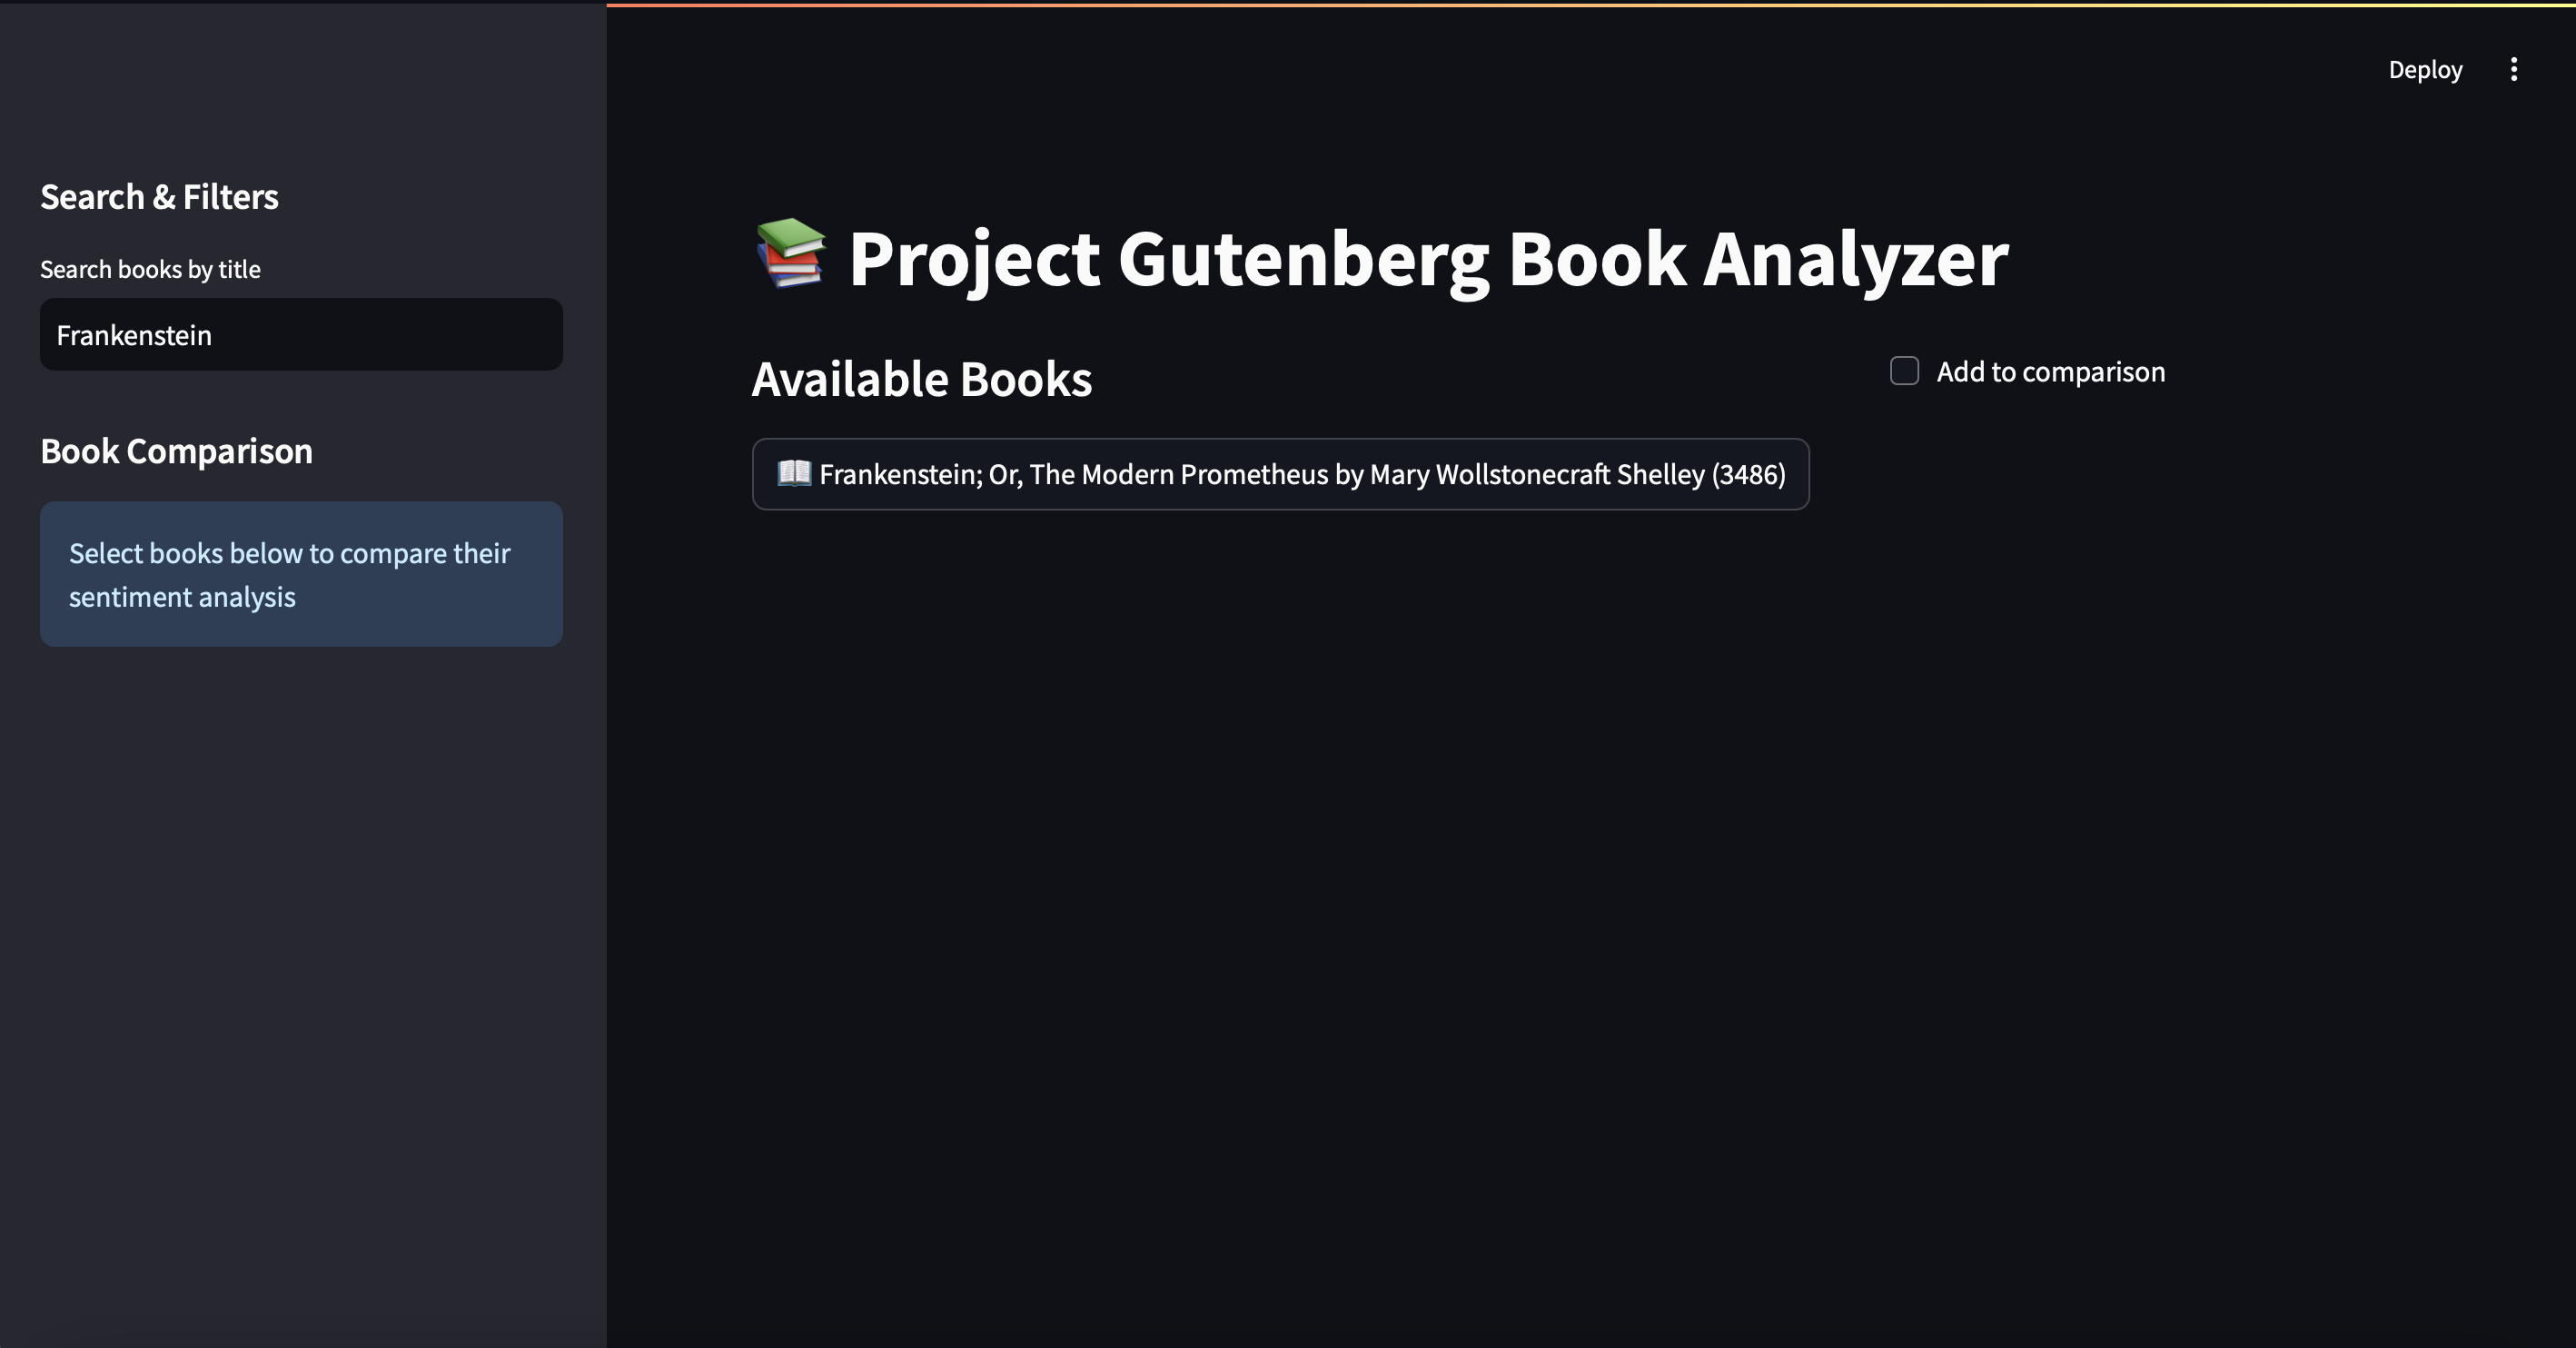 Deploy
Search & Filters
Search books by title
Frankenstein
Book Comparison
Select books below to compare their
sentiment analysis
Project Gutenberg Book Analyzer
Available Books
Add to comparison
Frankenstein; Or, The Modern Prometheus by Mary Wollstonecraft Shelley (3486)